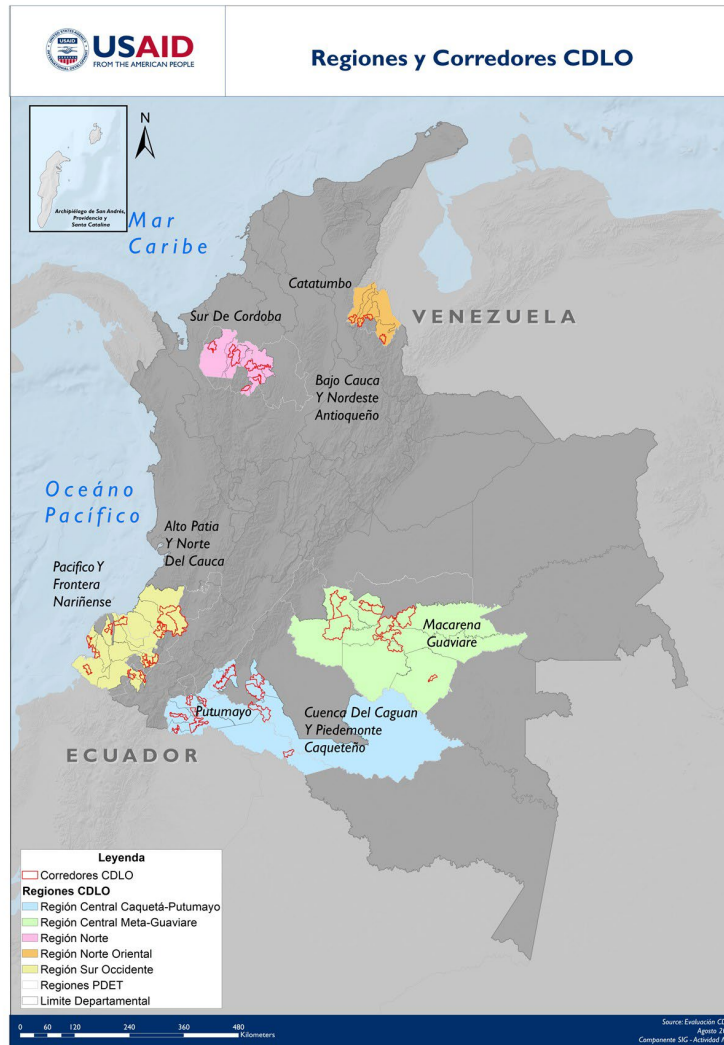 USAID
FROM THE AMERICAN PEOPLE
Regiones y Corredores CDLO
N
Archipiélago de San Andrés,
Providencia y
Santa Catalina
Mar
Caribe
Catatumbo
Sur De Cordoba
VENEZUELA
Bajo Cauca
Y Nordeste
Antioqueño
Oceáno
Pacífico
Alto Patia
Y Norte
Del Cauca
Pacifico Y
Frontera
Nariñense
Macarena
Guaviare
Putumayo
Cuenca Del Caguan
Y Piedemonte
Caqueteño
ECUADOR
Leyenda
Corredores CDLO
Regiones CDLO
Región Central Caquetá-Putumayo
Región Central Meta-Guaviare
Región Norte
Región Norte Oriental
Región Sur Occidente
Regiones PDET
Limite Departamental
0 60 120 240 360 480
Kilometers
Source: Evaluación
Agosto
Componente SIG - Actividad